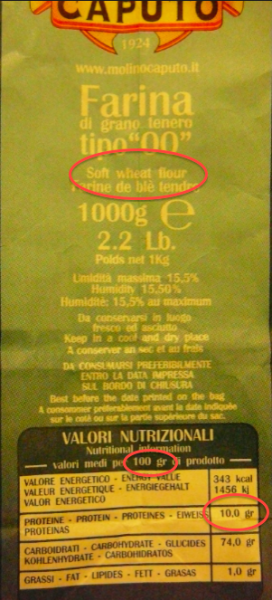 CAPUTO
1924
www.molinocaputo.it
Farina
di grano tenero
tipo "00"
Soft wheat flour
Farine de blè tendre
1000g e
2.2 Lb.
Poids net 1Kg
Umidità massima 15,5%
Humidity 15,50%
Humidité: 15,5% au maximum
Da conservarsi in luogo
fresco ed asciutto
Keep in a cool and dry place
A conserver an sec et au frais
DA CONSUMARSI PREFERIBILMENTE
ENTRO LA DATA IMPRESSA
SUL BORDO DI CHIUSURA
Best before the date printed on the bag
A consommer préférablement avant la date indiquée
sur le coté ou sur la partie supérieure du sac.
VALORI NUTRIZIONALI
Nutritional information
valori medi per 100 gr di prodotto
VALORE ENERGETICO - ENERGY VALUE 343 kcal
VALEUR ENERGETIQUE - ENERGIEGEHALT 1456 kj
VALOR ENERGETICO
PROTEINE - PROTEIN - PROTEINES - EIWEISS 10,0 gr
PROTEINAS
CARBOIDRATI - CARBOHYDRATE - GLUCIDES 74,0 gr
KOHLENHYDRATE - CARBOHIDRATOS
GRASSI - FAT - LIPIDES - FETT - GRASAS 1,0 gr